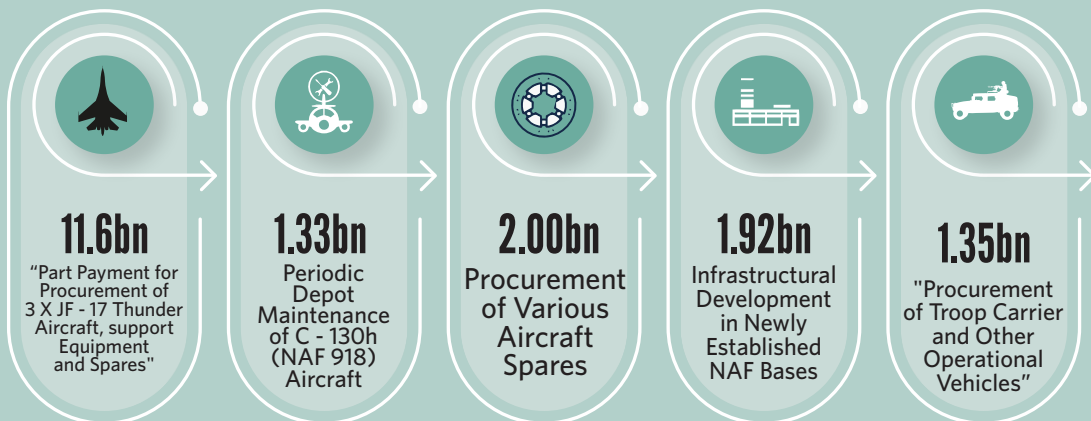 11.6bn
“Part Payment for
Procurement of
3 X JF - 17 Thunder
Aircraft, support
Equipment
and Spares"
1.33bn
Periodic
Depot
Maintenance
of C - 130h
(NAF 918)
Aircraft
2.00bn
Procurement
of Various
Aircraft
Spares
1.92bn
Infrastructural
Development
in Newly
Established
NAF Bases
1.35bn
"Procurement
of Troop Carrier
and Other
Operational
Vehicles”